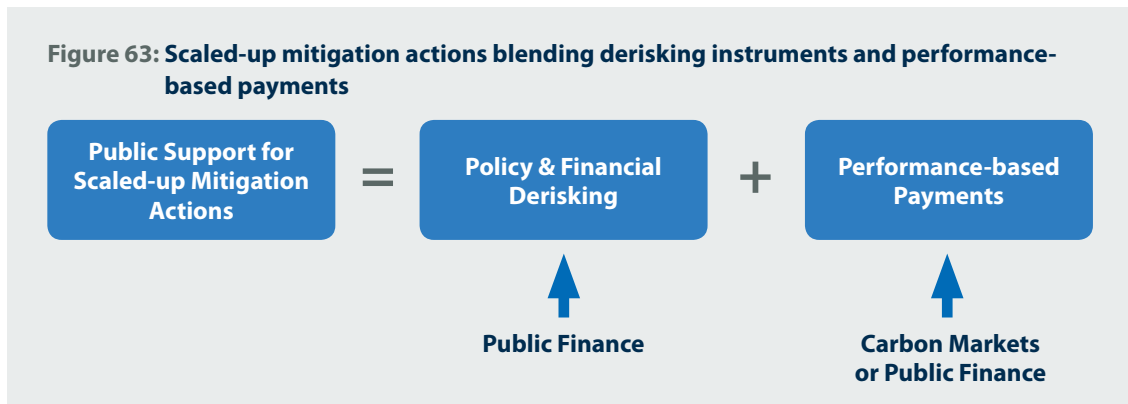 Figure 63: Scaled-up mitigation actions blending derisking instruments and performance-
based payments
Public Support for
Scaled-up Mitigation
Actions
=
Policy & Financial
Derisking
+
Performance-based
Payments
Public Finance
Carbon Markets
or Public Finance